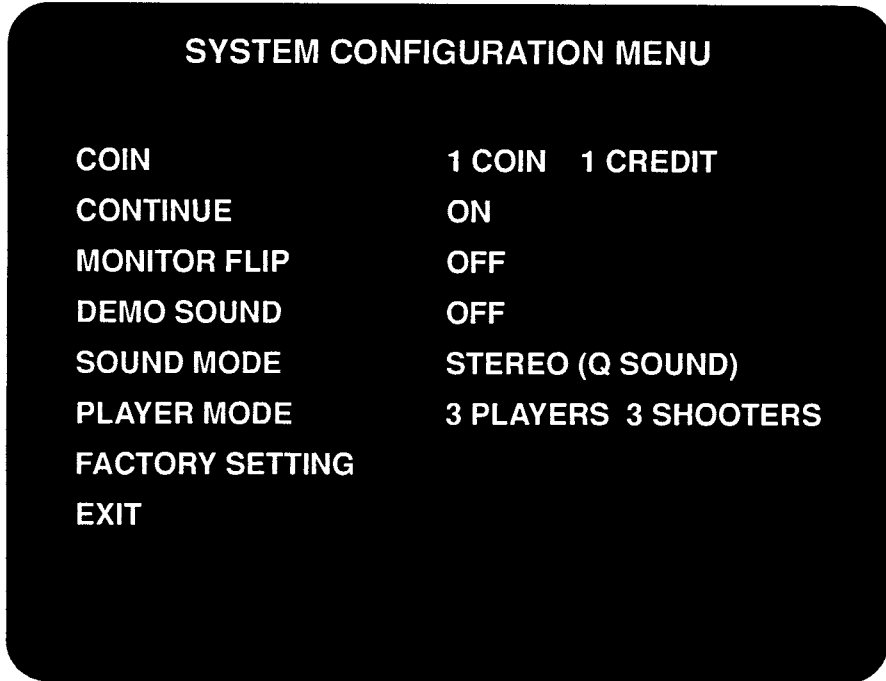 SYSTEM CONFIGURATION MENU
COIN 1 COIN 1 CREDIT
CONTINUE ON
MONITOR FLIP OFF
DEMO SOUND OFF
SOUND MODE STEREO (Q SOUND)
PLAYER MODE 3 PLAYERS 3 SHOOTERS
FACTORY SETTING
EXIT